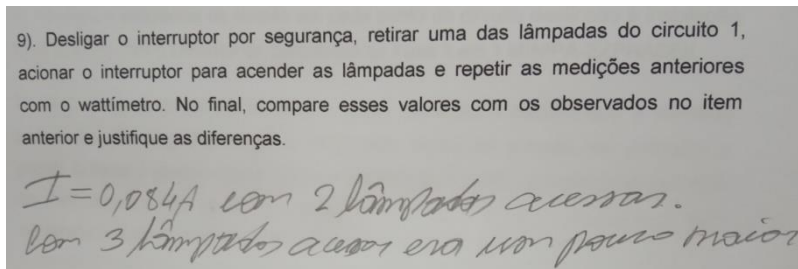 9). Desligar o interruptor por segurança, retirar uma das lâmpadas do circuito 1,
acionar o interruptor para acender as lâmpadas e repetir as medições anteriores
com o wattímetro. No final, compare esses valores com os observados no item
anterior e justifique as diferenças.
I = 0,084A com 2 lâmpadas acessas.
Com 3 lâmpadas era um pouco maior